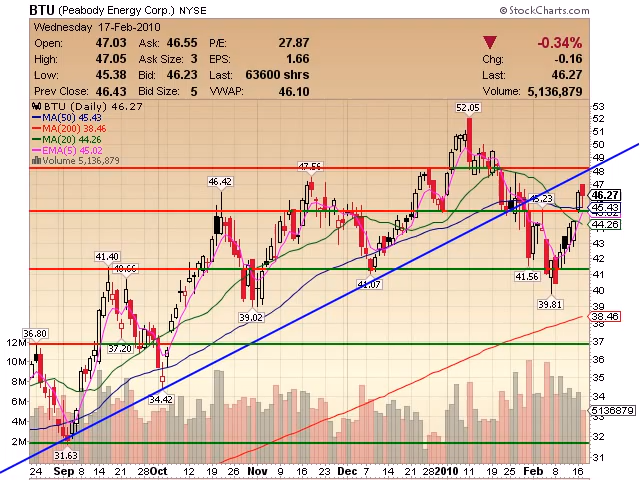 BTU (Peabody Energy Corp.) NYSE © StockCharts.com
Wednesday 17-Feb-2010
Open: 47.03 Ask: 46.55 P/E: 27.87 -0.34%
High: 47.05 Ask Size: 3 EPS: 1.66 Chg: -0.16
Low: 45.38 Bid: 46.23 Last: 63600 shrs Last: 46.27
Prev Close: 46.43 Bid Size: 5 VWAP: 46.10 Volume: 5,136,879
BTU (Daily) 46.27
MA(50) 45.43
MA(200) 38.46
MA(20) 44.26
EMA(5) 45.02
Volume 5,136,879
52.05
47.56
46.42
45.23
41.40
40.66
41.07
41.56
39.81
39.02
36.80
37.20
34.42
31.63
53
52
51
50
49
48
47
46.27
45.43
44.26
43
42
41
40
39
38.46
37
36
35
34
33
32
31
5136879
12M
10M
8M
6M
4M
2M
24 Sep 8 14 21 28 Oct 12 19 26 Nov 9 16 23 Dec 7 14 21 28 2010 11 19 25 Feb 8 16